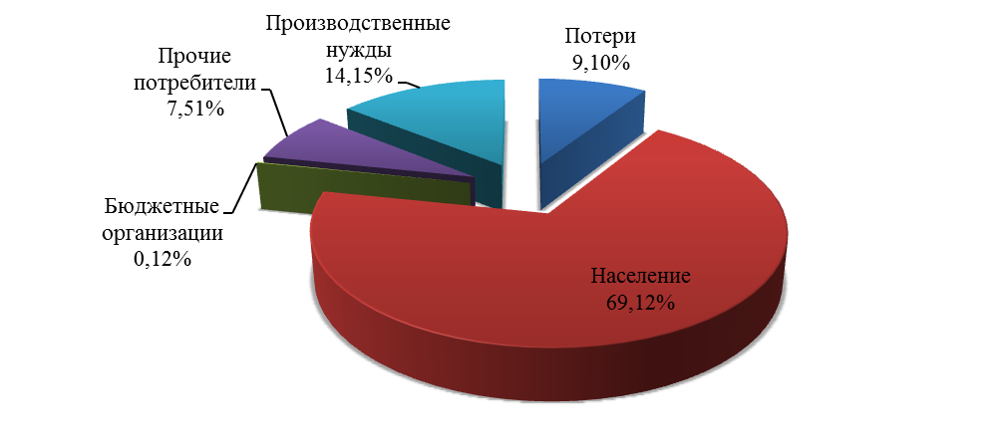 Производственные
нужды
14,15%
Потери
9,10%
Прочие
потребители
7,51%
Бюджетные
организации
0,12%
Население
69,12%